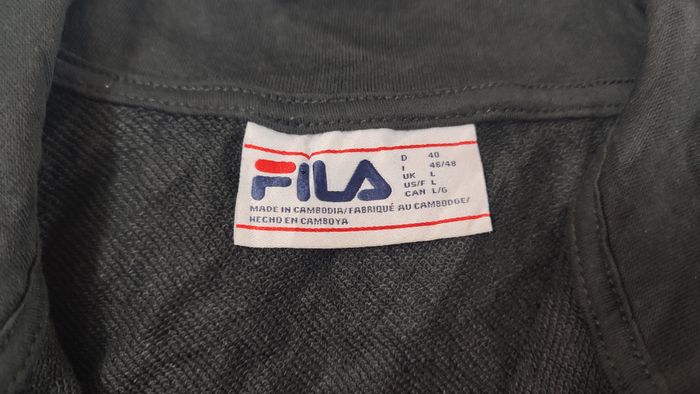 FILA
D 40
I 46/48
UK L
US/F L
CAN L/G
MADE IN CAMBODIA/FABRIQUÉ AU CAMBODGE/
HECHO EN CAMBOYA